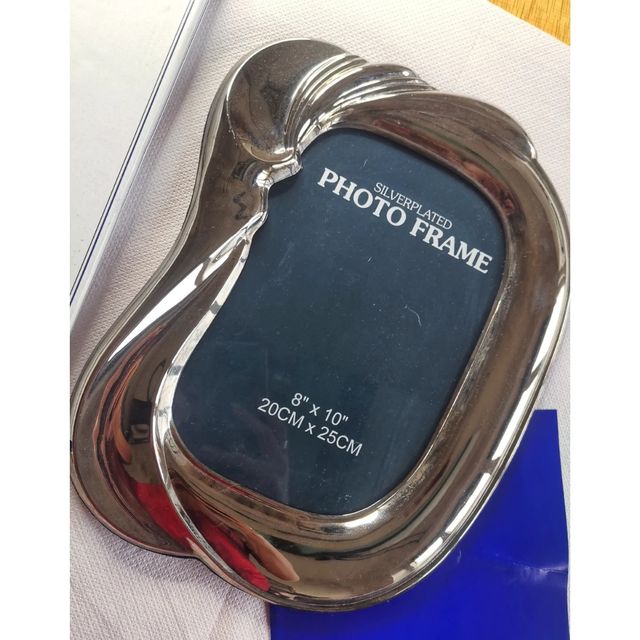 SILVERPLATED
PHOTO FRAME
8" x 10"
20CM x 25CM